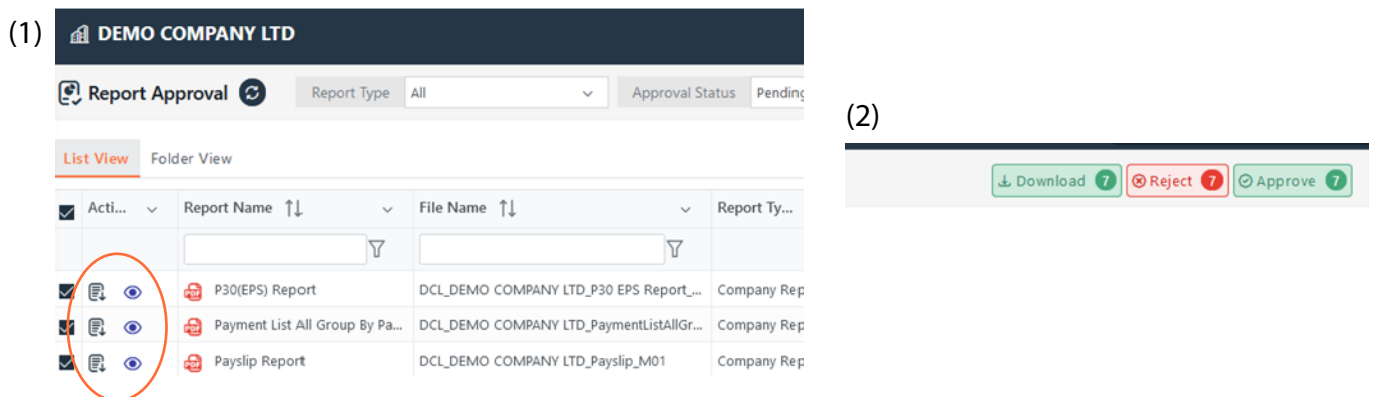 (1)
DEMO COMPANY LTD
Report Approval Report Type All Approval Status Pending
(2)
Download 7 Reject 7 Approve 7
List View Folder View
Acti... Report Name File Name Report Ty...
P30(EPS) Report DCL_DEMO COMPANY LTD_P30 EPS Report_... Company Rep
Payment List All Group By Pa... DCL_DEMO COMPANY LTD_PaymentListAllGr... Company Rep
Payslip Report DCL_DEMO COMPANY LTD_Payslip_M01 Company Rep